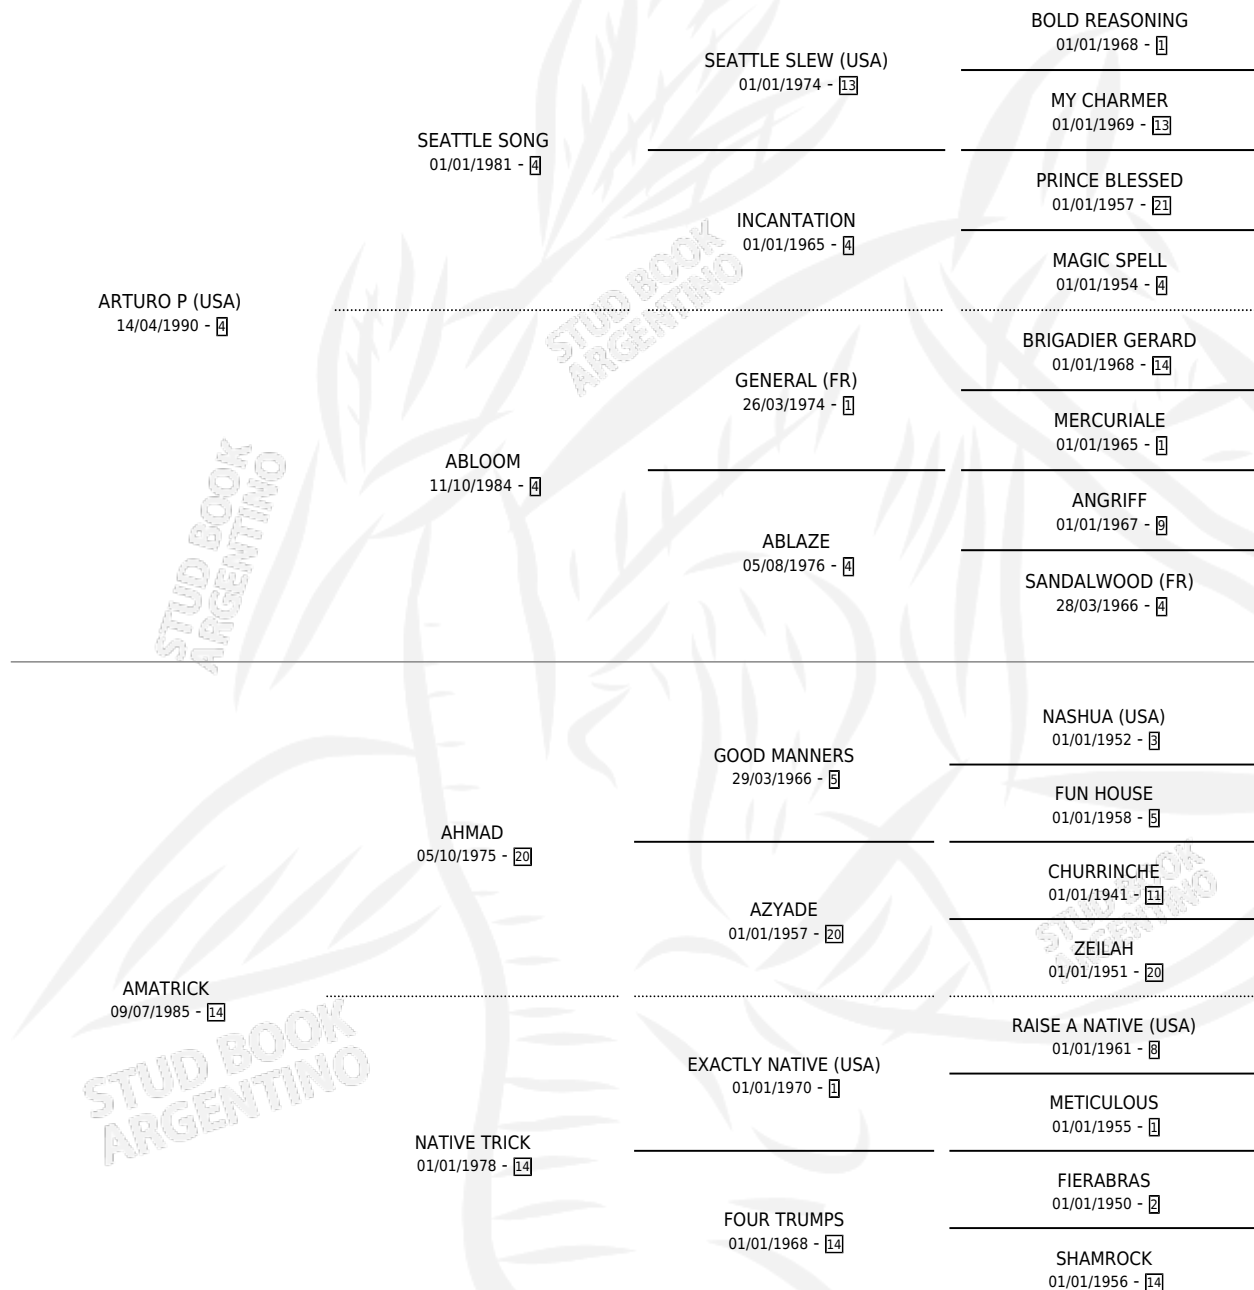 BOLD REASONING
01/01/1968 - 1
SEATTLE SLEW (USA)
01/01/1974 - 13
MY CHARMER
01/01/1969 - 13
SEATTLE SONG
01/01/1981 - 4
PRINCE BLESSED
01/01/1957 - 21
INCANTATION
01/01/1965 - 4
MAGIC SPELL
01/01/1954 - 4
ARTURO P (USA)
14/04/1990 - 4
STUD BOOK
ARGENTINO
BRIGADIER GERARD
01/01/1968 - 14
GENERAL (FR)
26/03/1974 - 1
MERCURIALE
01/01/1965 - 1
ABLOOM
11/10/1984 - 4
ANGRIFF
01/01/1967 - 9
ABLAZE
05/08/1976 - 4
SANDALWOOD (FR)
28/03/1966 - 4
STUD BOOK
ARGENTINO
NASHUA (USA)
01/01/1952 - 3
GOOD MANNERS
29/03/1966 - 5
FUN HOUSE
01/01/1958 - 5
AHMAD
05/10/1975 - 20
CHURRINCHE
01/01/1941 - 11
AZYADE
01/01/1957 - 20
STUD BOOK
ARGENTINO
ZEILAH
01/01/1951 - 20
AMATRICK
09/07/1985 - 14
STUD BOOK
ARGENTINO
RAISE A NATIVE (USA)
01/01/1961 - 8
EXACTLY NATIVE (USA)
01/01/1970 - 1
METICULOUS
01/01/1955 - 1
NATIVE TRICK
01/01/1978 - 14
FIERABRAS
01/01/1950 - 2
FOUR TRUMPS
01/01/1968 - 14
SHAMROCK
01/01/1956 - 14